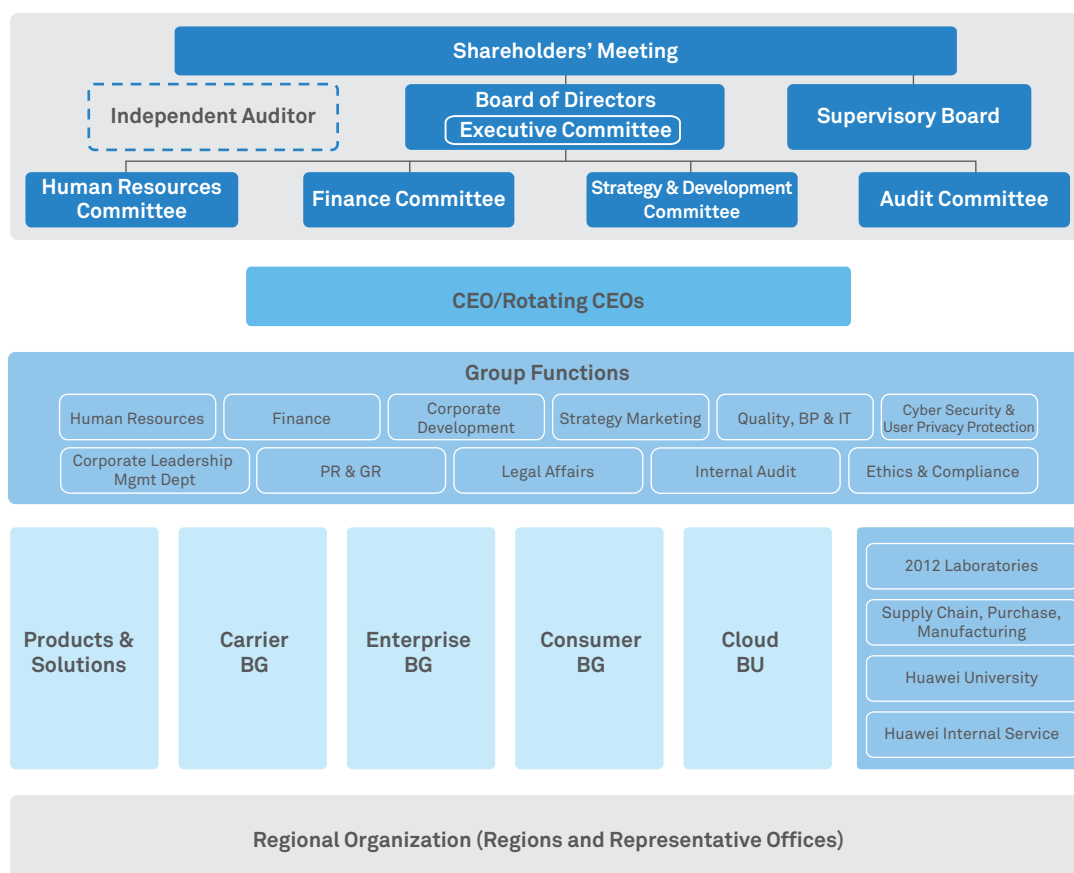 Shareholders’ Meeting
Independent Auditor
Board of Directors
Executive Committee
Supervisory Board
Human Resources
Committee
Finance Committee
Strategy & Development
Committee
Audit Committee
CEO/Rotating CEOs
Group Functions
Human Resources
Finance
Corporate
Development
Strategy Marketing
Quality, BP & IT
Cyber Security &
User Privacy Protection
Corporate Leadership
Mgmt Dept
PR & GR
Legal Affairs
Internal Audit
Ethics & Compliance
Products &
Solutions
Carrier
BG
Enterprise
BG
Consumer
BG
Cloud
BU
2012 Laboratories
Supply Chain, Purchase,
Manufacturing
Huawei University
Huawei Internal Service
Regional Organization (Regions and Representative Offices)